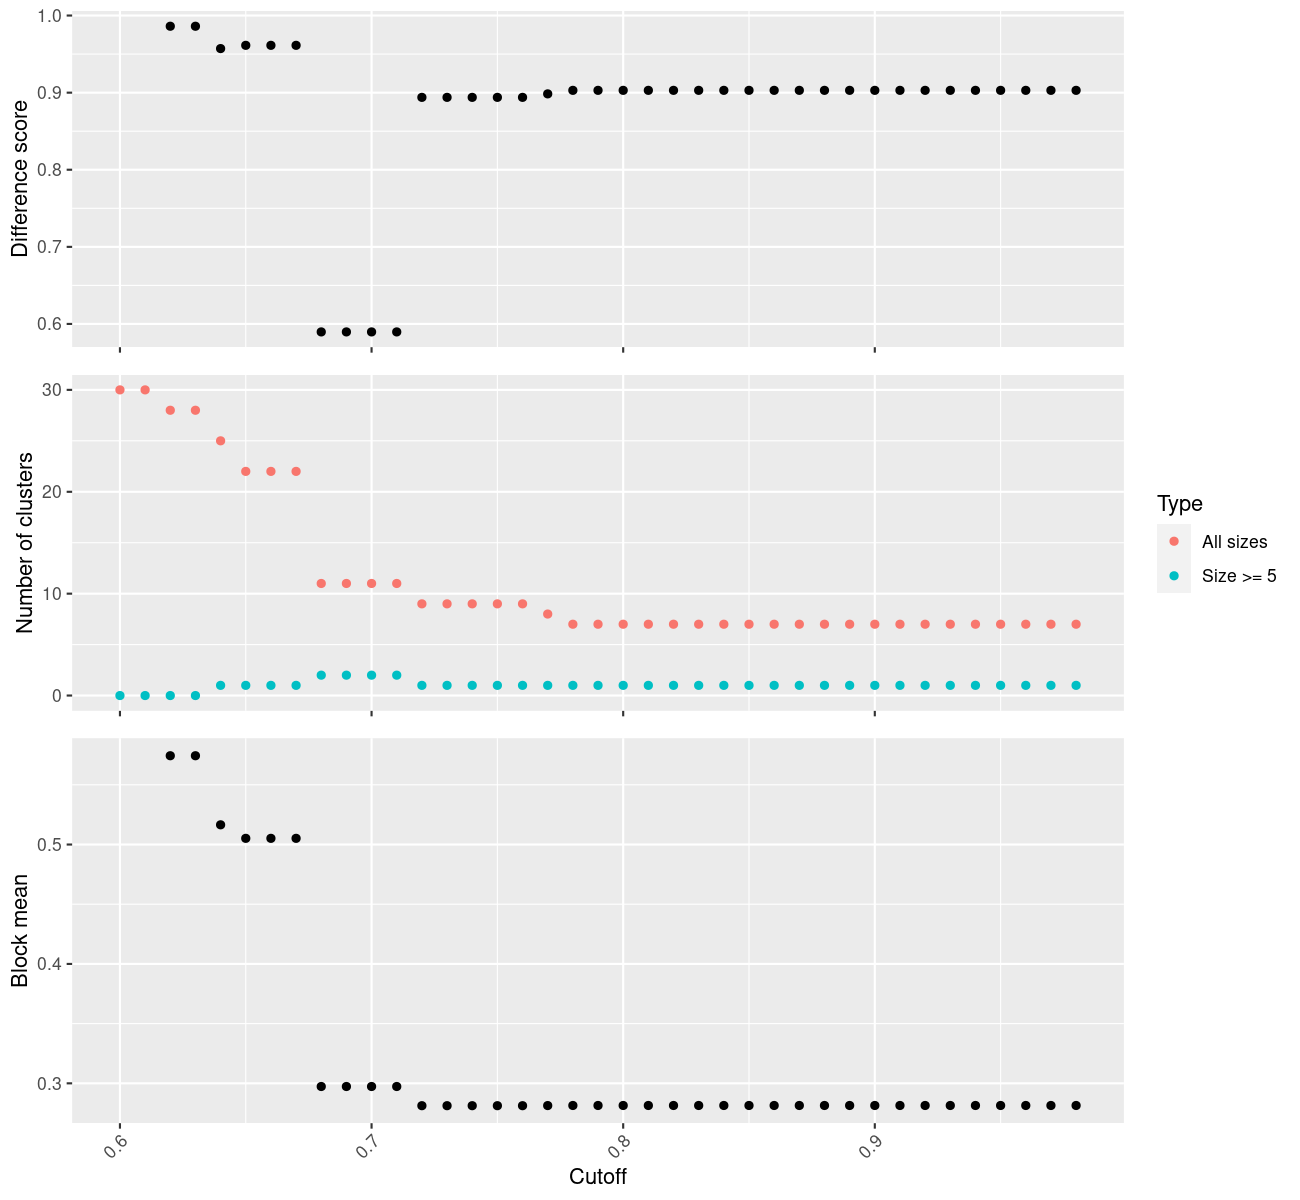 Difference score
1.0
0.9
0.8
0.7
0.6
Number of clusters
30
20
10
0
Type
All sizes
Size >= 5
Block mean
0.5
0.4
0.3
0.6
0.7
0.8
0.9
Cutoff